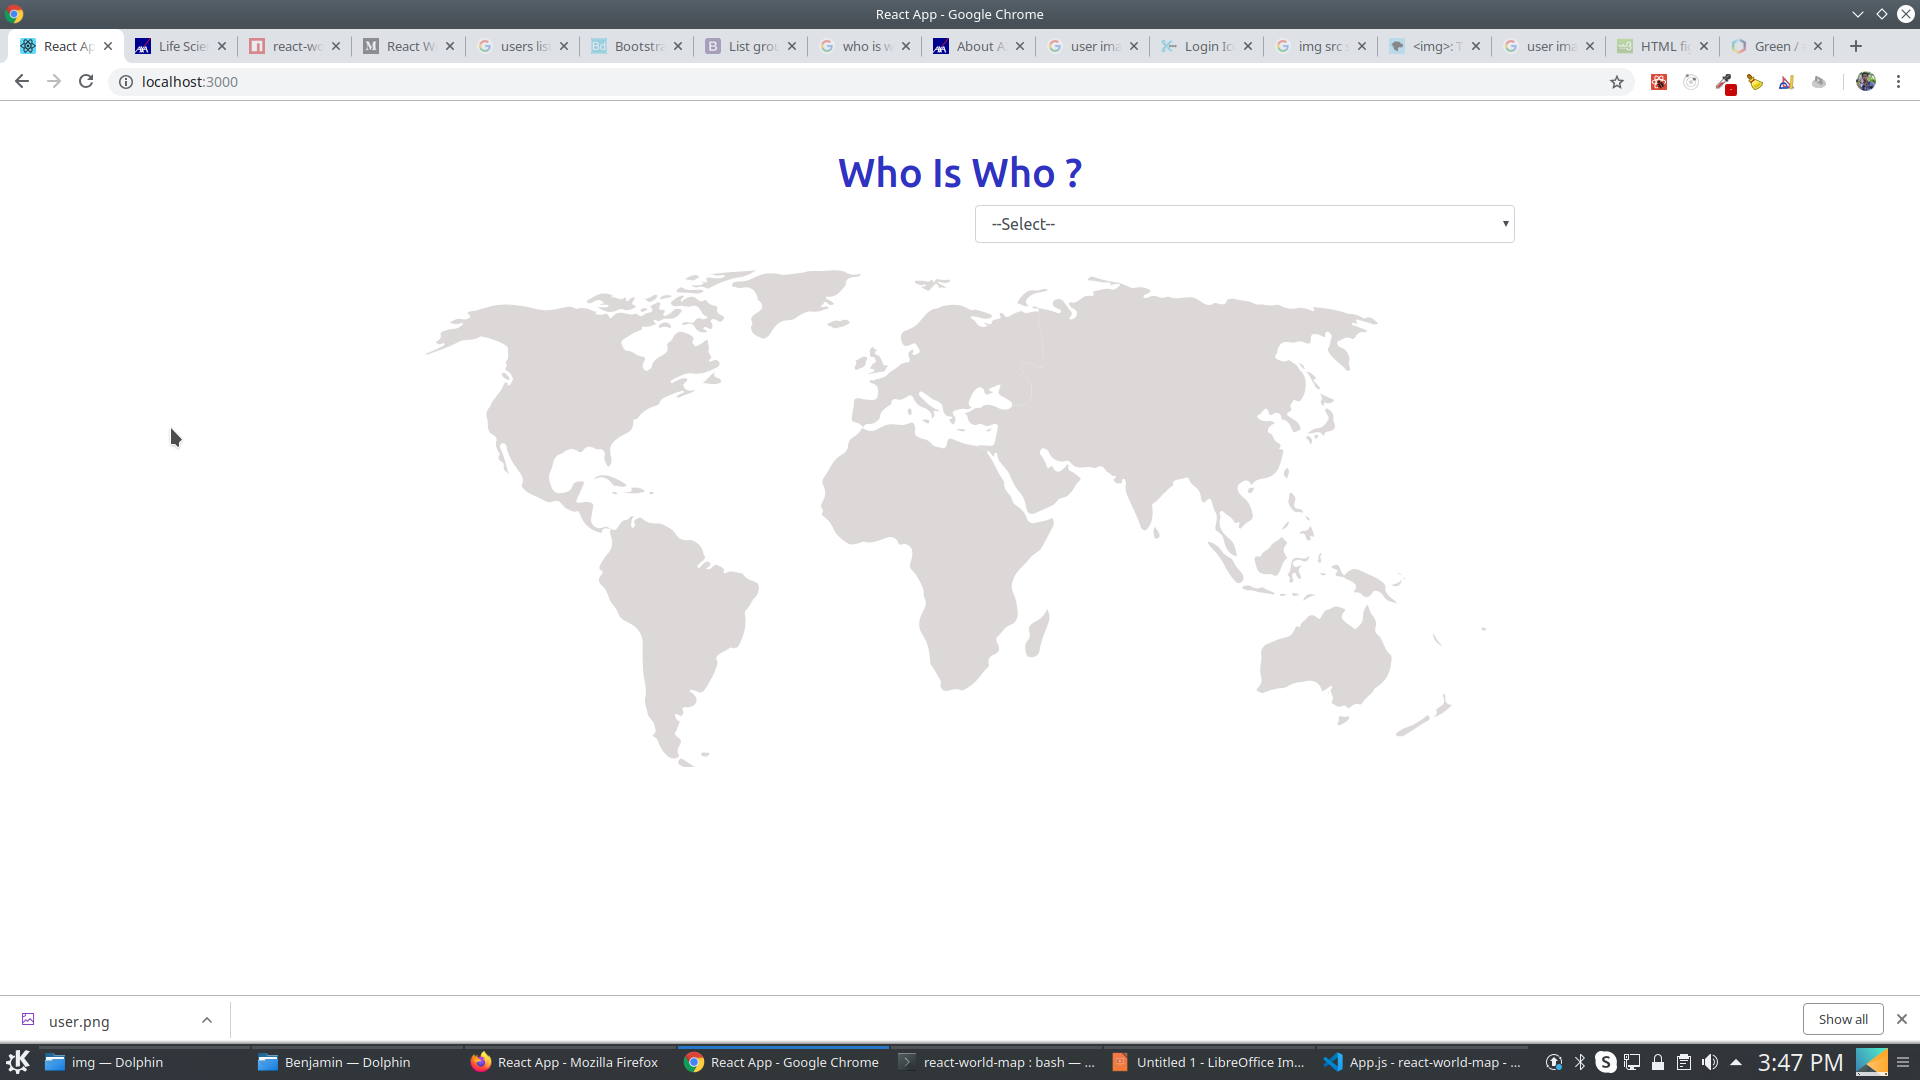 React App - Google Chrome
React Ap
Life Scie
react-wo
React W
users list
Bootstra
List grou
who is w
About A
user ima
Login Ico
img src s
<img>: T
user ima
HTML fi
Green /
localhost:3000
Who Is Who ?
--Select--
user.png
Show all
img — Dolphin
Benjamin — Dolphin
React App - Mozilla Firefox
React App - Google Chrome
react-world-map : bash — ...
Untitled 1 - LibreOffice Im...
App.js - react-world-map - ...
3:47 PM